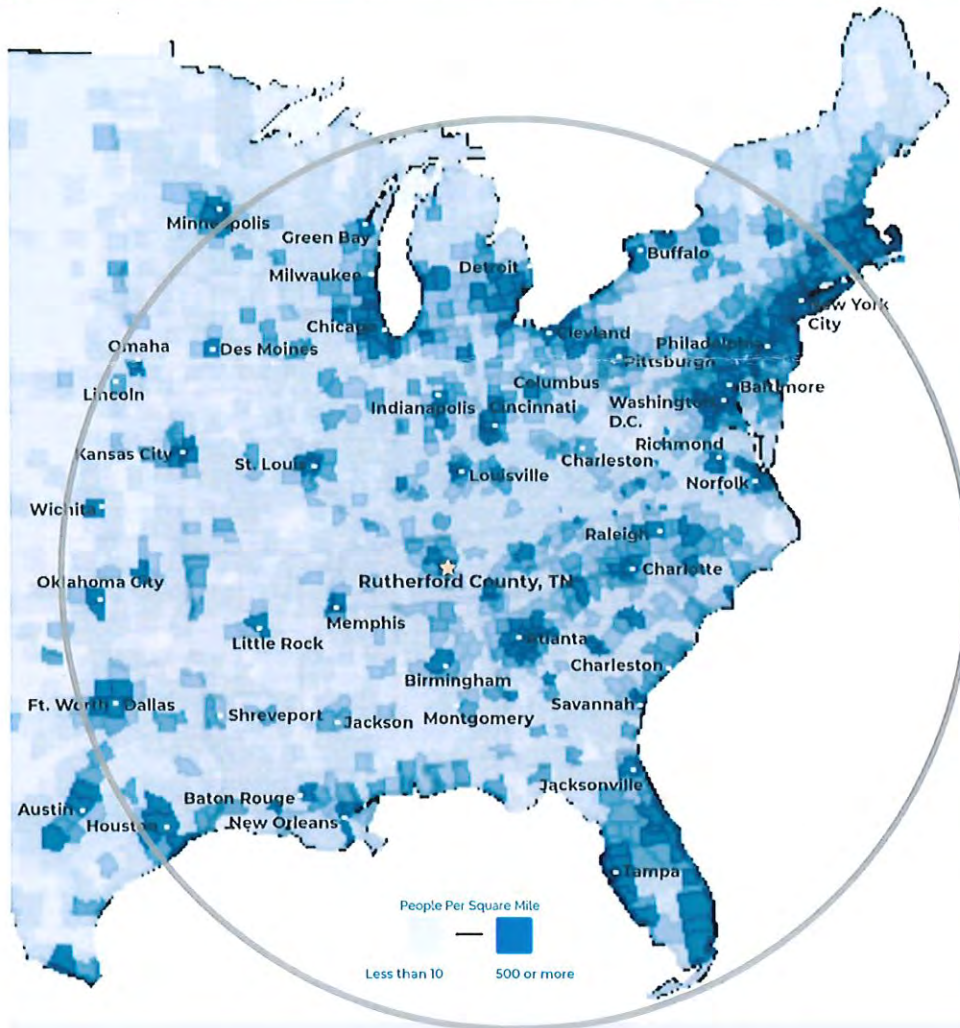 Minneapolis
Green Bay
Milwaukee
Detroit
Buffalo
Chicago
New York
City
Clevland
Philadelphia
Pittsburgh
Omaha
Des Moines
Columbus
Baltimore
Lincoln
Indianapolis
Cincinnati
Washington
D.C.
Richmond
Kansas City
St. Louis
Louisville
Charleston
Norfolk
Wichita
Raleigh
Oklahoma City
Rutherford County, TN
Charlotte
Memphis
Little Rock
Atlanta
Birmingham
Charleston
Ft. Worth
Dallas
Shreveport
Jackson
Montgomery
Savannah
Jacksonville
Baton Rouge
Austin
Houston
New Orleans
Tampa
People Per Square Mile
Less than 10
500 or more